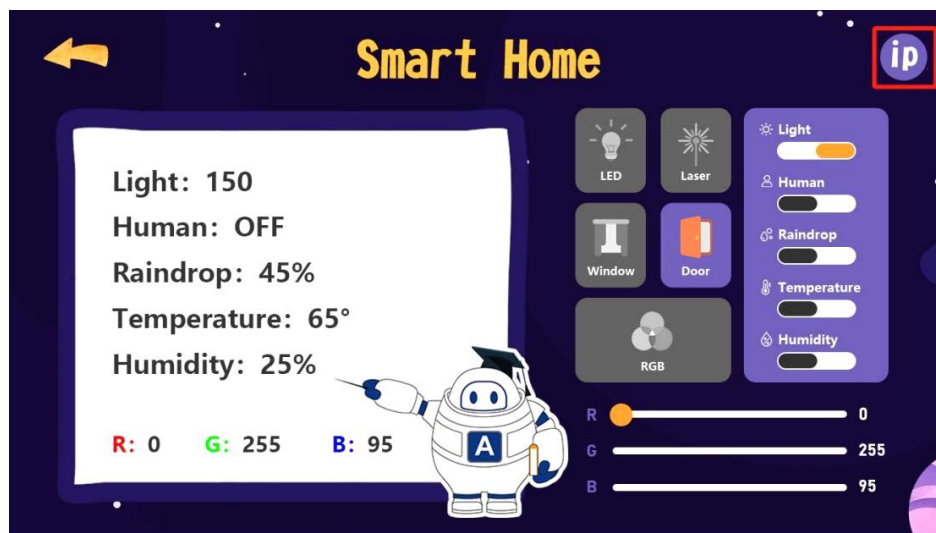 Smart Home
ip
Light: 150
Human: OFF
Raindrop: 45%
Temperature: 65°
Humidity: 25%
R: 0 G: 255 B: 95
A
LED
Laser
Window
Door
RGB
Light
Human
Raindrop
Temperature
Humidity
R 0
G 255
B 95